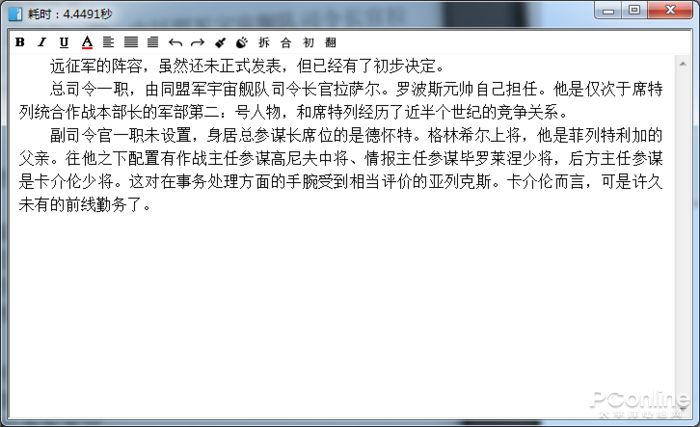 耗时：4.4491秒
B I U A 拆 合 初 翻
远征军的阵容，虽然还未正式发表，但已经有了初步决定。
总司令一职，由同盟军宇宙舰队司令长官拉萨尔。罗波斯元帅自己担任。他是仅次于席特
列统合作战本部长的军部第二：号人物，和席特列经历了近半个世纪的竞争关系。
副司令官一职未设置，身居总参谋长席位的是德怀特。格林希尔上将，他是菲列特利加的
父亲。往他之下配置有作战主任参谋高尼夫中将、情报主任参谋毕罗莱涅少将，后方主任参谋
是卡介伦少将。这对在事务处理方面的手腕受到相当评价的亚列克斯。卡介伦而言，可是许久
未有的前线勤务了。
PConline
太平洋电脑网